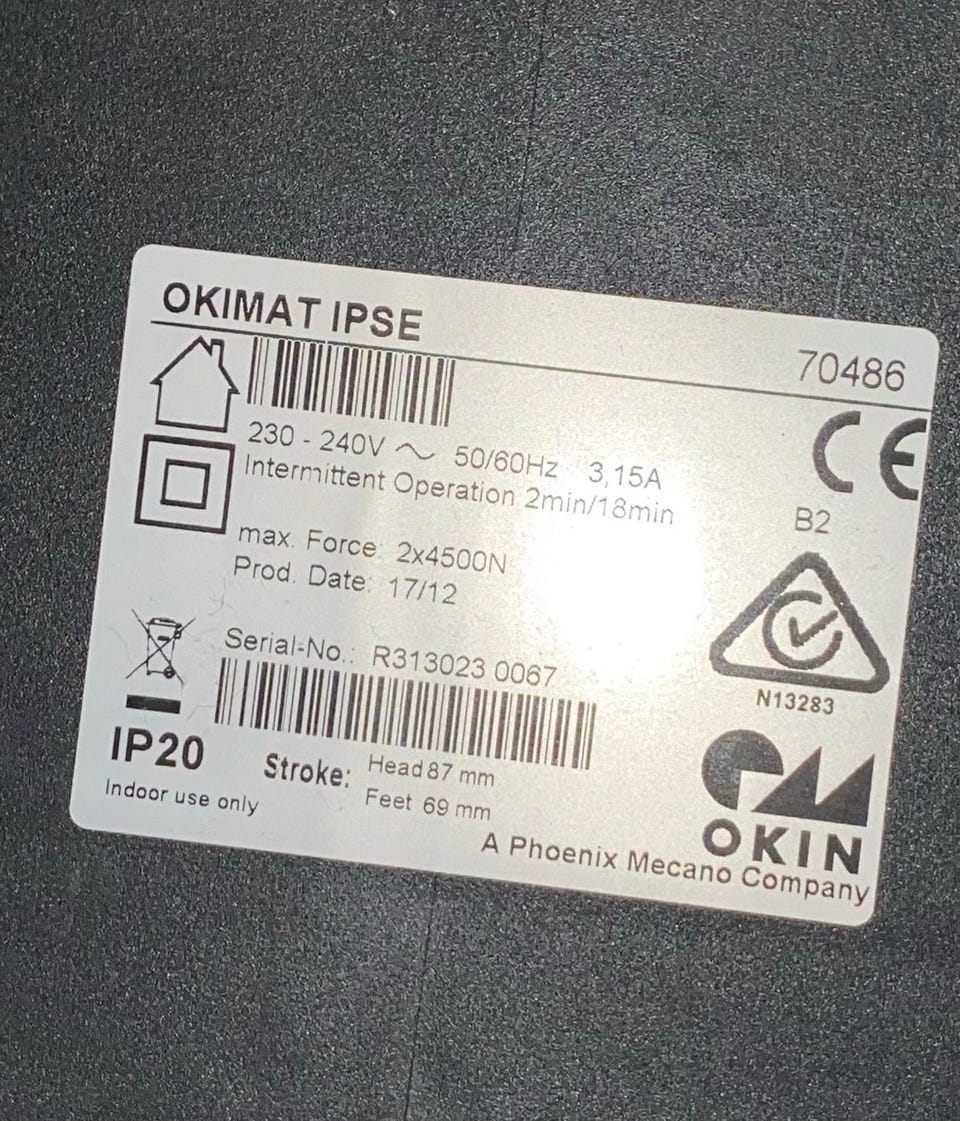 OKIMAT IPSE
70486
230 - 240V ~ 50/60Hz 3,15A
Intermittent Operation 2min/18min
CE
B2
max. Force: 2x4500N
Prod. Date: 17/12
Serial-No.: R313023 0067
N13283
IP20
Indoor use only
Stroke: Head 87 mm
Feet 69 mm
OKIN
A Phoenix Mecano Company